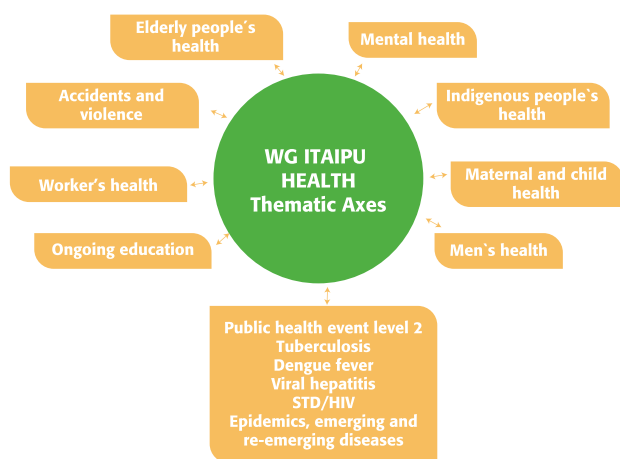 Elderly people´s
health
Mental health
Accidents and
violence
Indigenous people`s
health
WG ITAIPU
HEALTH
Thematic Axes
Worker’s health
Maternal and child
health
Ongoing education
Men`s health
Public health event level 2
Tuberculosis
Dengue fever
Viral hepatitis
STD/HIV
Epidemics, emerging and
re-emerging diseases